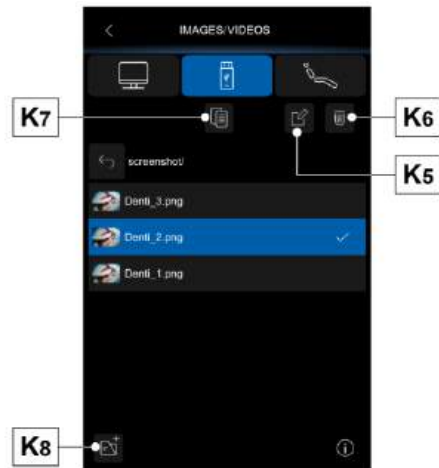 IMAGES/VIDEOS
K7
K6
K5
screenshot/
Denti_3.png
Denti_2.png
Denti_1.png
K8